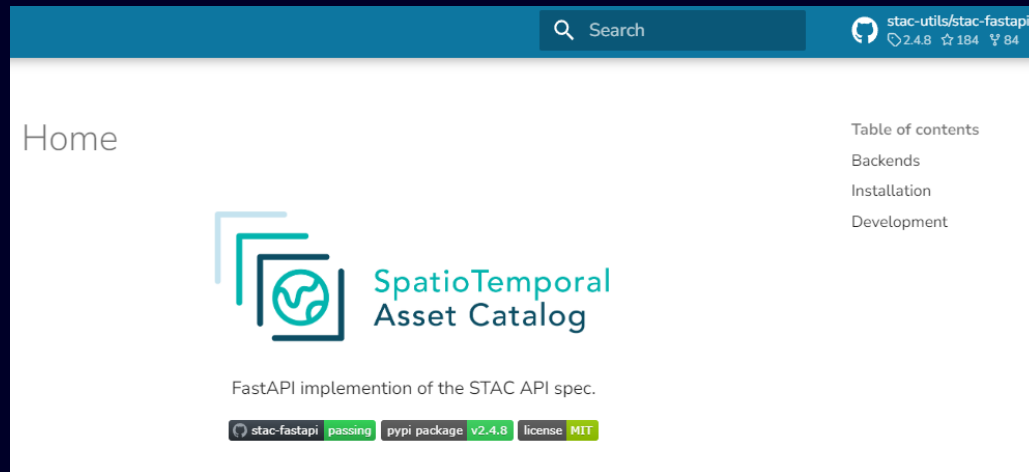 Search
stac-utils/stac-fastapi
2.4.8 184 84
Home
Table of contents
Backends
Installation
Development
SpatioTemporal
Asset Catalog
FastAPI implemention of the STAC API spec.
stac-fastapi passing pypi package v2.4.8 license MIT